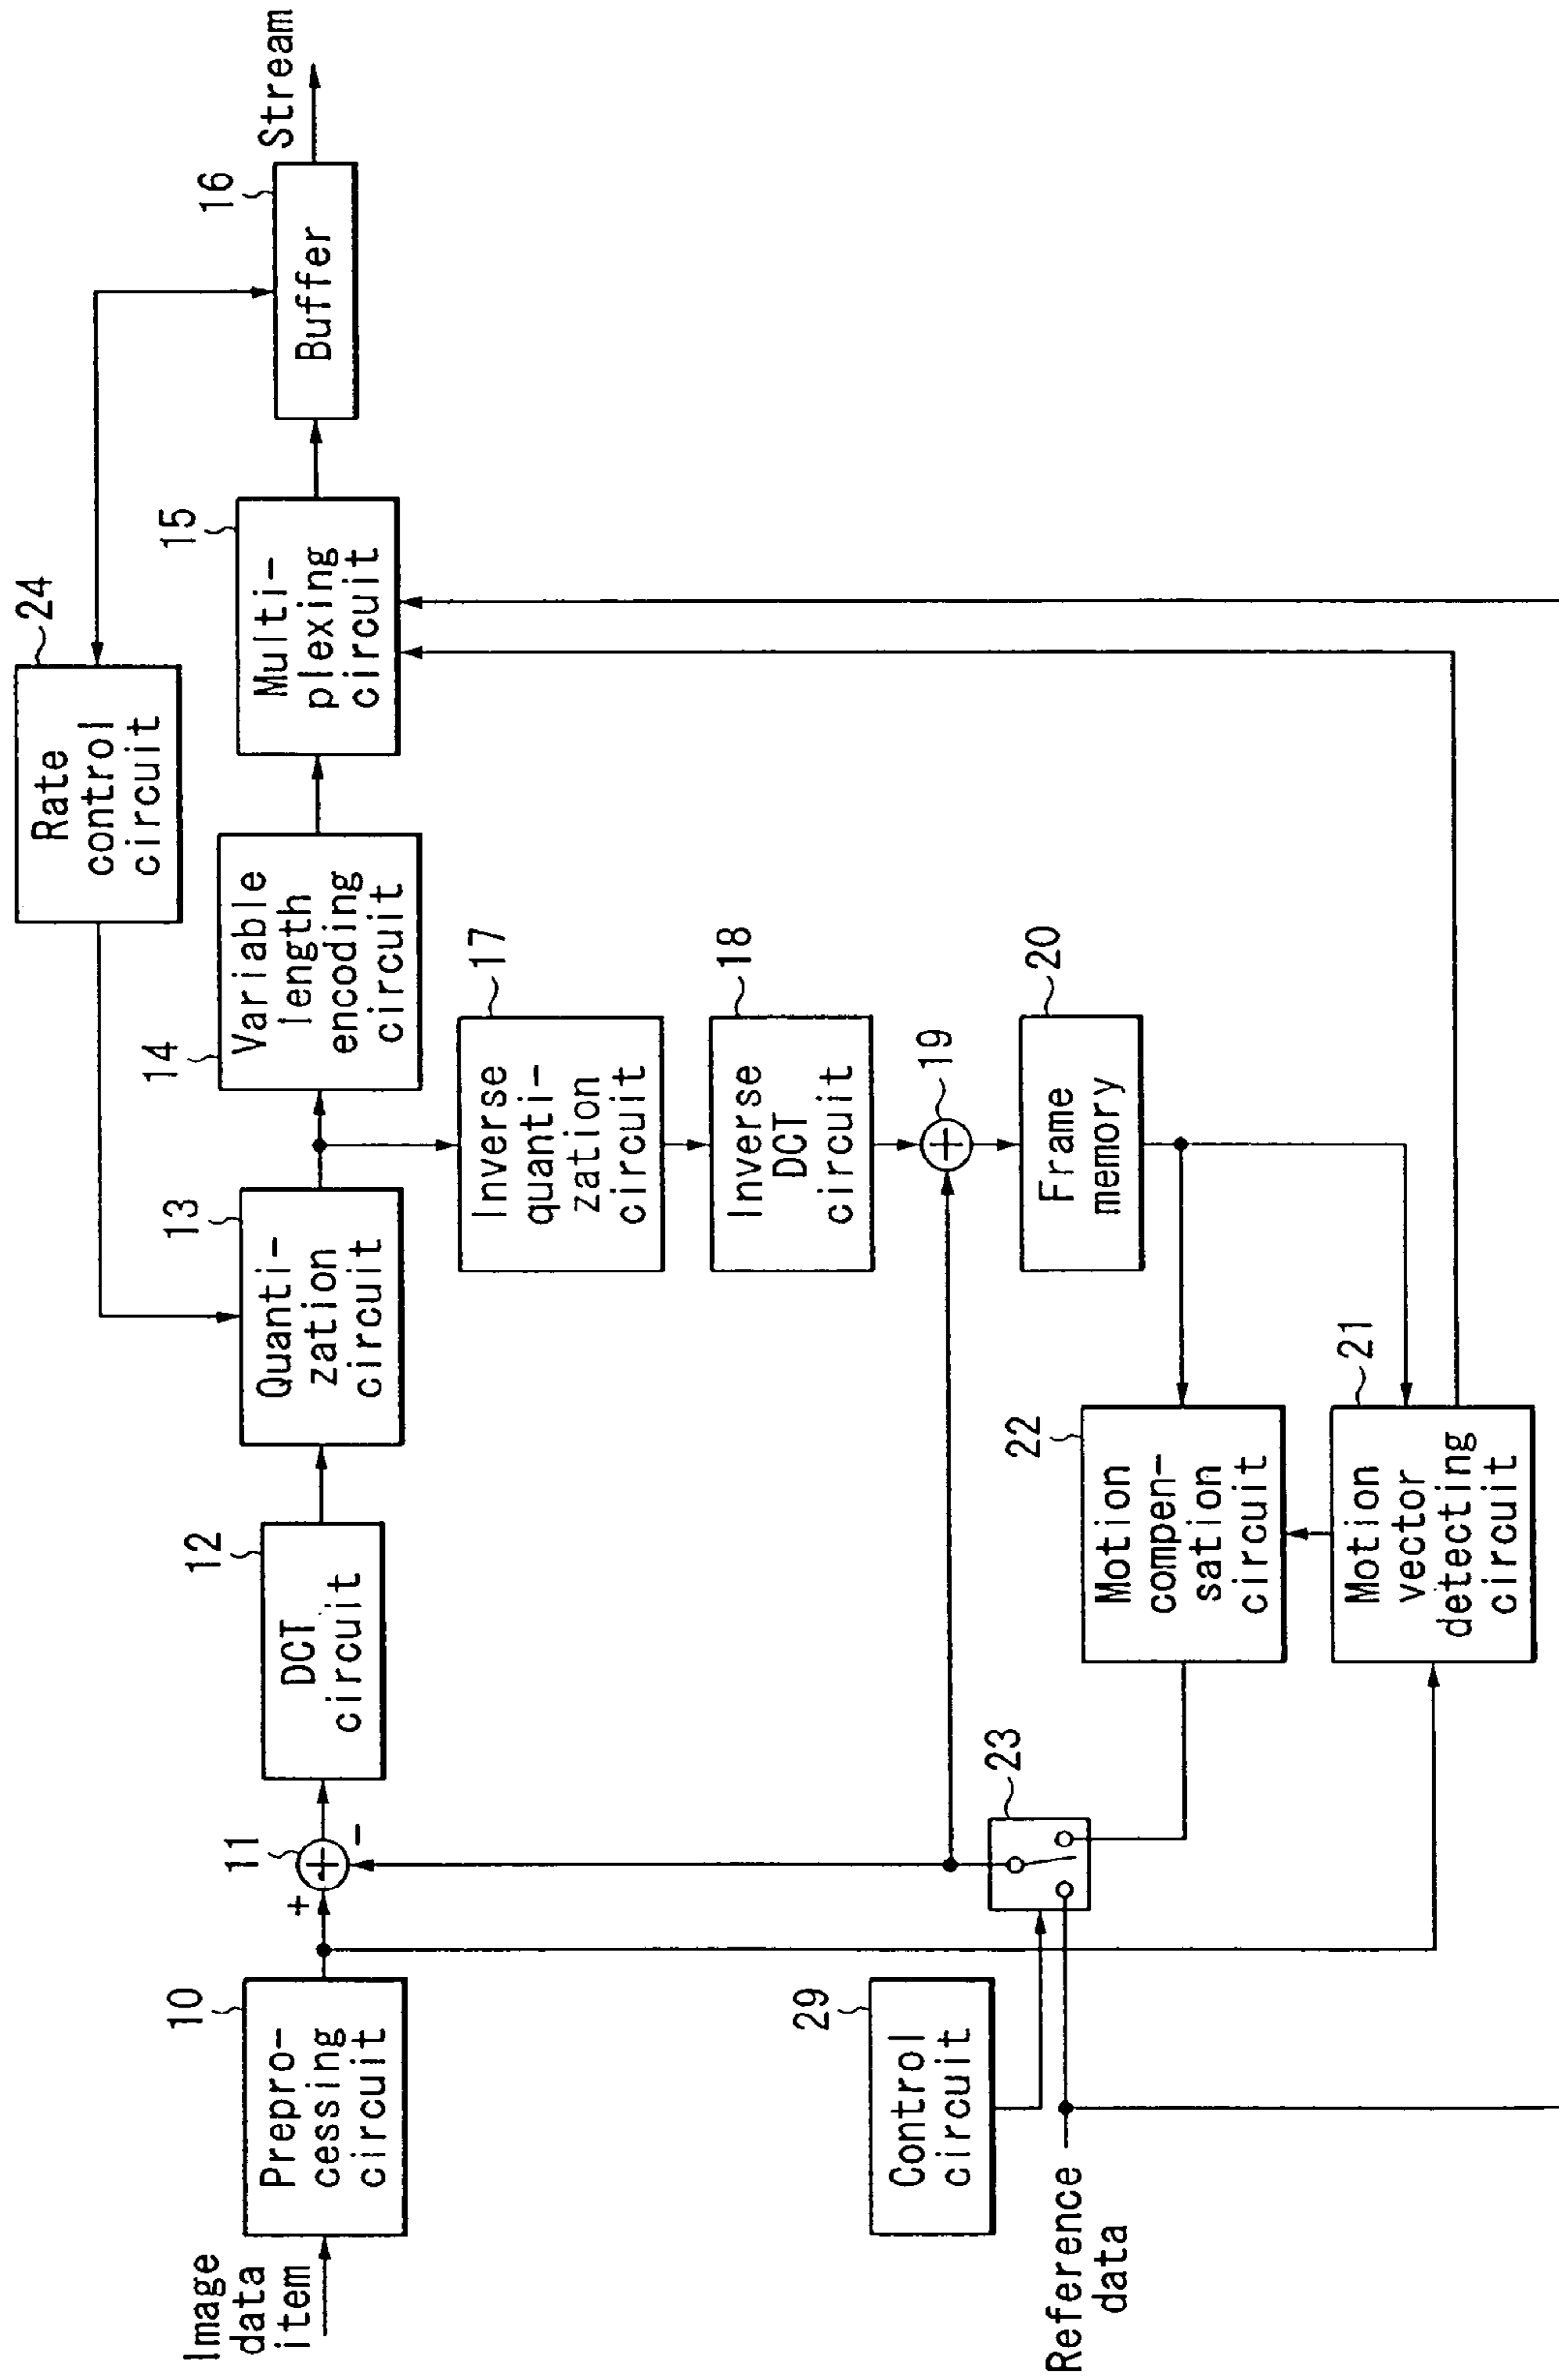 Image
data
item
10
Prepro-
cessing
circuit
+
11
-
12
DCT
circuit
13
Quanti-
zation
circuit
24
Rate
control
circuit
14
Variable
length
encoding
circuit
15
Multi-
plexing
circuit
16
Buffer
Stream
17
Inverse
quanti-
zation
circuit
18
Inverse
DCT
circuit
19
20
Frame
memory
29
Control
circuit
Reference
data
23
22
Motion
compen-
sation
circuit
21
Motion
vector
detecting
circuit